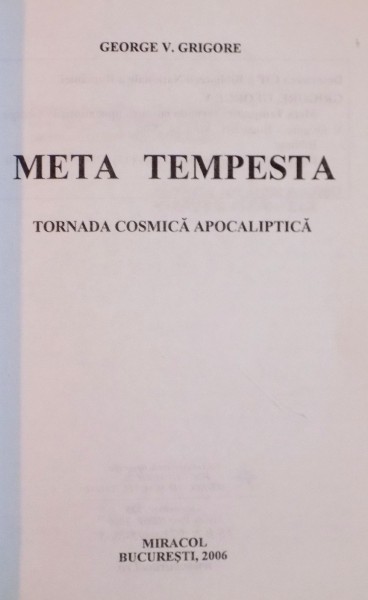 GEORGE V. GRIGORE
META TEMPESTA
TORNADA COSMICĂ APOCALIPTICĂ
MIRACOL
BUCUREŞTI, 2006